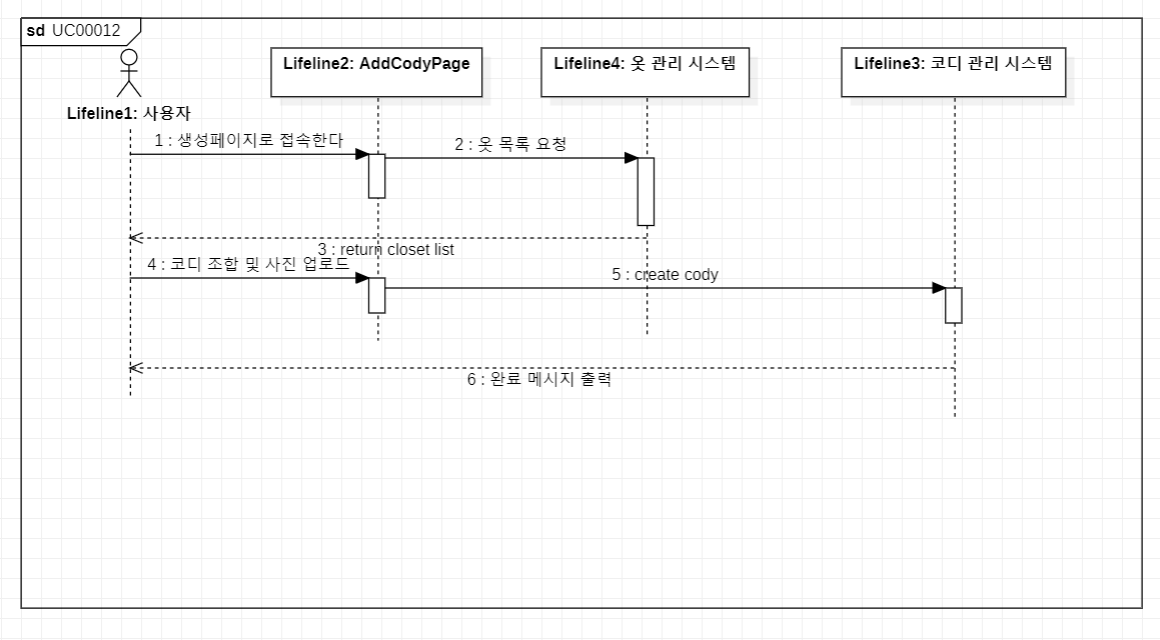 sd UC00012
Lifeline2: AddCodyPage
Lifeline4: 옷 관리 시스템
Lifeline3: 코디 관리 시스템
Lifeline1: 사용자
1 : 생성페이지로 접속한다
2 : 옷 목록 요청
3 : return closet list
4 : 코디 조합 및 사진 업로드
5 : create cody
6 : 완료 메시지 출력